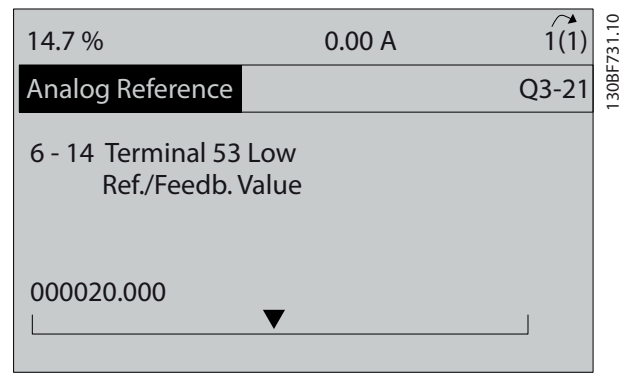 14.7 % 0.00 A 1(1)
Analog Reference Q3-21
6 - 14 Terminal 53 Low
Ref./Feedb. Value
000020.000
130BF731.10